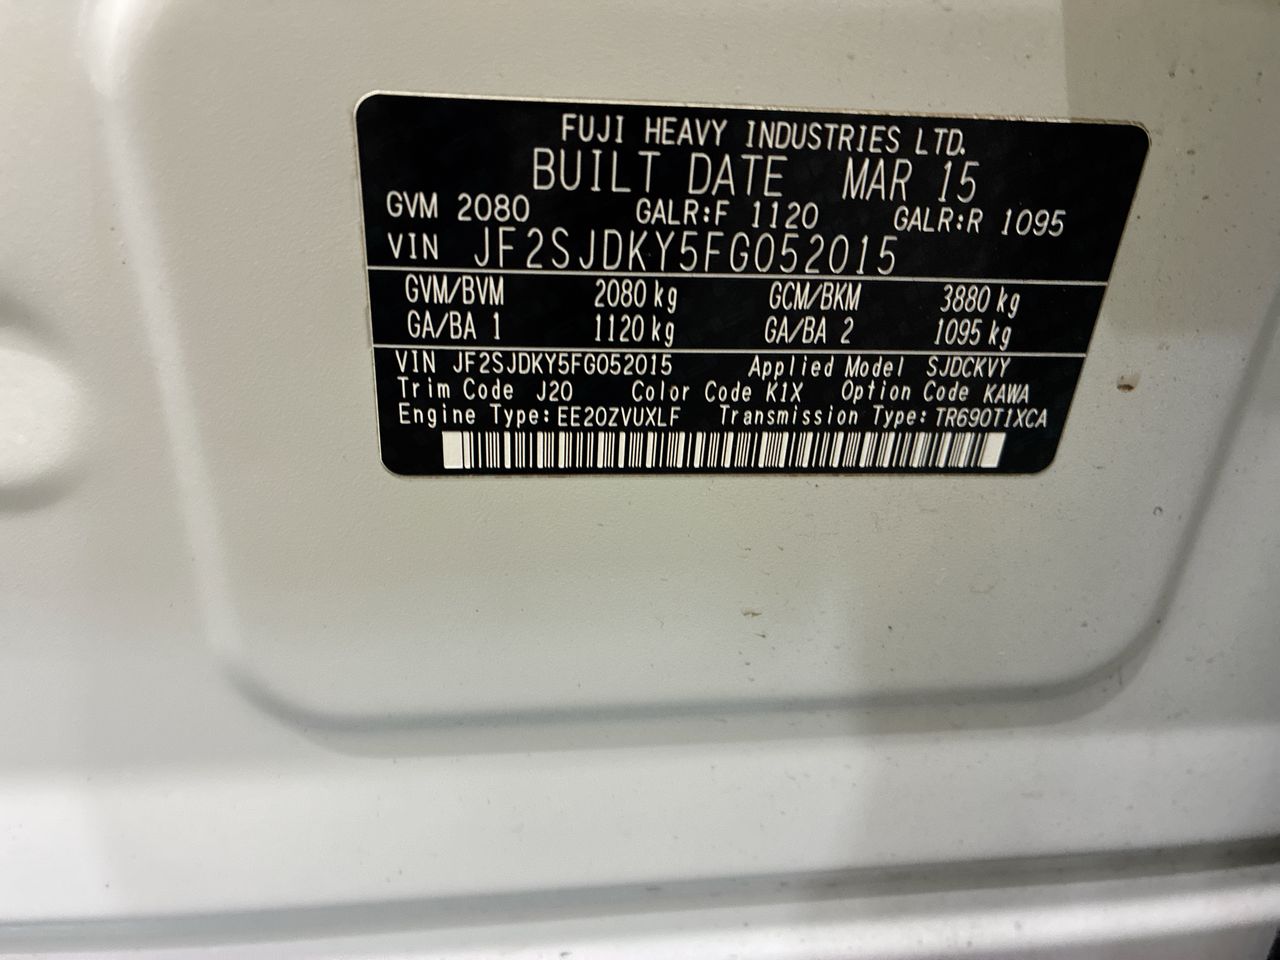 FUJI HEAVY INDUSTRIES LTD.
BUILT DATE MAR 15
GVM 2080 GALR:F 1120 GALR:R 1095
VIN JF2SJDKY5FG052015
GVM/BVM 2080 kg GCM/BKM 3880 kg
GA/BA 1 1120 kg GA/BA 2 1095 kg
VIN JF2SJDKY5FG052015 Applied Model SJDCKVY
Trim Code J20 Color Code K1X Option Code KAWA
Engine Type: EE20ZVUXLF Transmission Type: TR690T1XCA